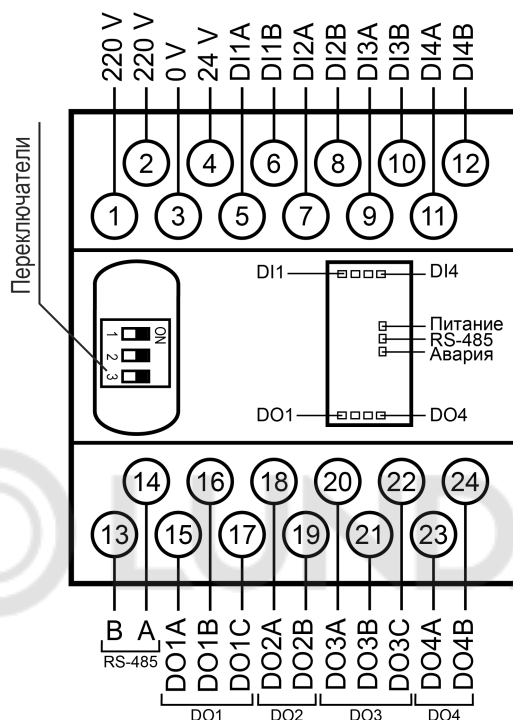 220 V
220 V
0 V
24 V
DI1A
DI1B
DI2A
DI2B
DI3A
DI3B
DI4A
DI4B
2
4
6
8
10
12
1
3
5
7
9
11
Переключатели
DI1
DI4
ON
1
2
3
Питание
RS-485
Авария
DO1
DO4
14
16
18
20
22
24
13
15
17
19
21
23
LUND
B
A
RS-485
DO1A
DO1B
DO1C
DO2A
DO2B
DO3A
DO3B
DO3C
DO4A
DO4B
DO1
DO2
DO3
DO4